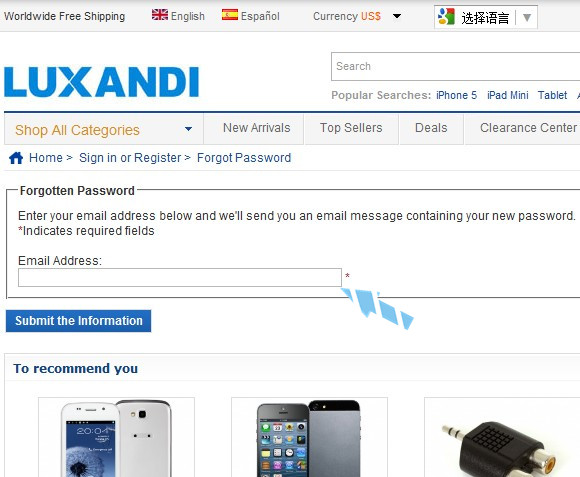 Worldwide Free Shipping English Español Currency US$ 选择语言
LUXANDI
Search
Popular Searches: iPhone 5 iPad Mini Tablet
Shop All Categories New Arrivals Top Sellers Deals Clearance Center
Home > Sign in or Register > Forgot Password
Forgotten Password
Enter your email address below and we'll send you an email message containing your new password.
*Indicates required fields
Email Address:
*
Submit the Information
To recommend you
20:04